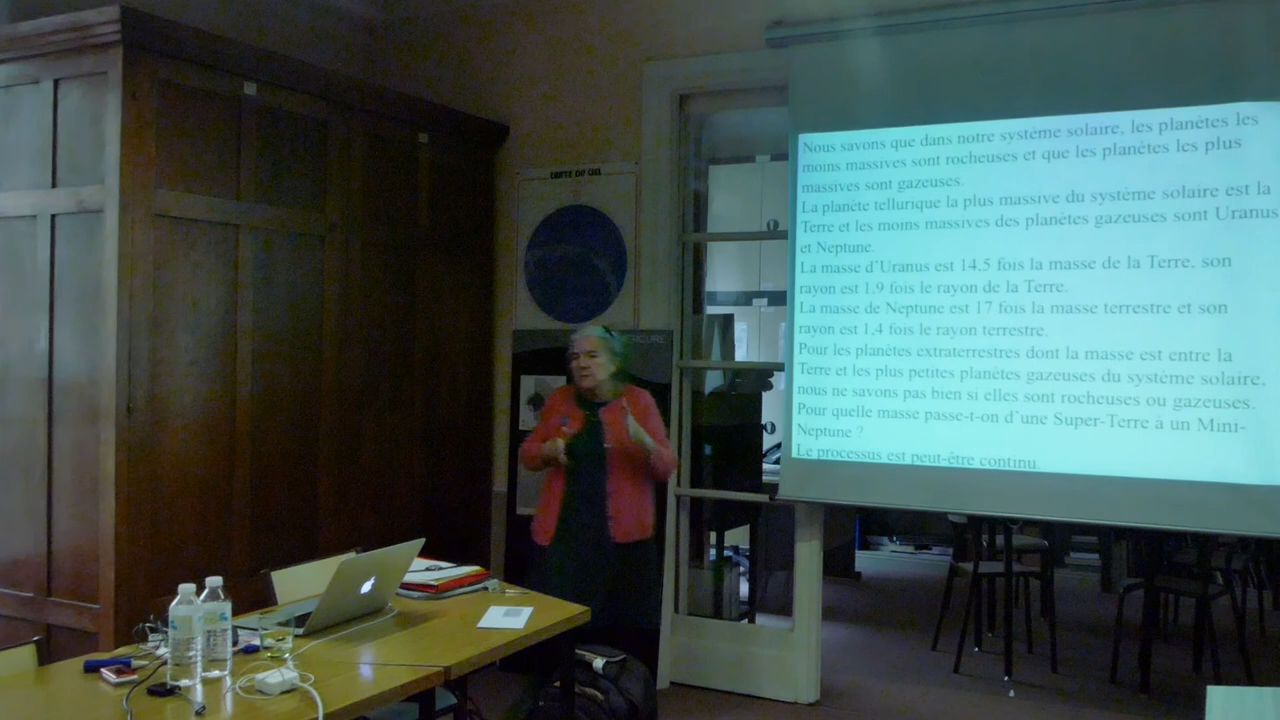 CARTE DU CIEL
MERCURE
Nous savons que dans notre système solaire, les planètes les
moins massives sont rocheuses et que les planètes les plus
massives sont gazeuses.
La planète tellurique la plus massive du système solaire est la
Terre et les moins massives des planètes gazeuses sont Uranus
et Neptune.
La masse d'Uranus est 14,5 fois la masse de la Terre, son
rayon est 1,9 fois le rayon de la Terre.
La masse de Neptune est 17 fois la masse terrestre et son
rayon est 1,4 fois le rayon terrestre.
Pour les planètes extraterrestres dont la masse est entre la
Terre et les plus petites planètes gazeuses du système solaire,
nous ne savons pas bien si elles sont rocheuses ou gazeuses.
Pour quelle masse passe-t-on d'une Super-Terre à un Mini-
Neptune ?
Le processus est peut-être continu.